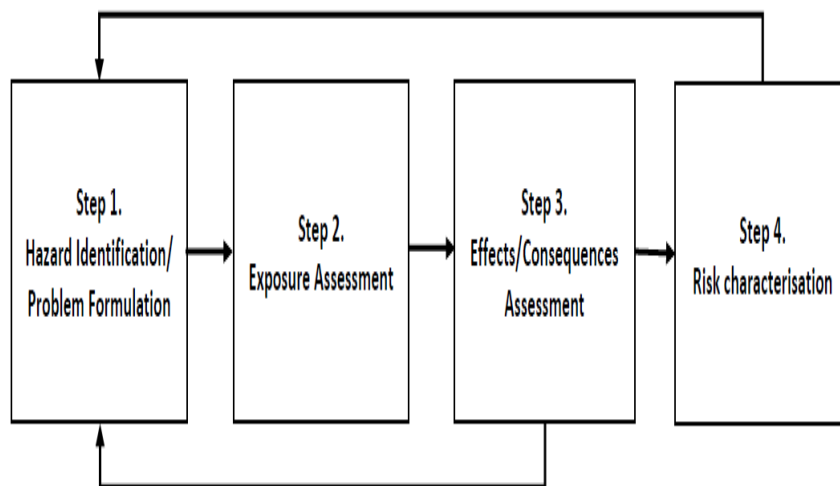 Step 1.
Hazard Identification/
Problem Formulation
Step 2.
Exposure Assessment
Step 3.
Effects/Consequences
Assessment
Step 4.
Risk characterisation